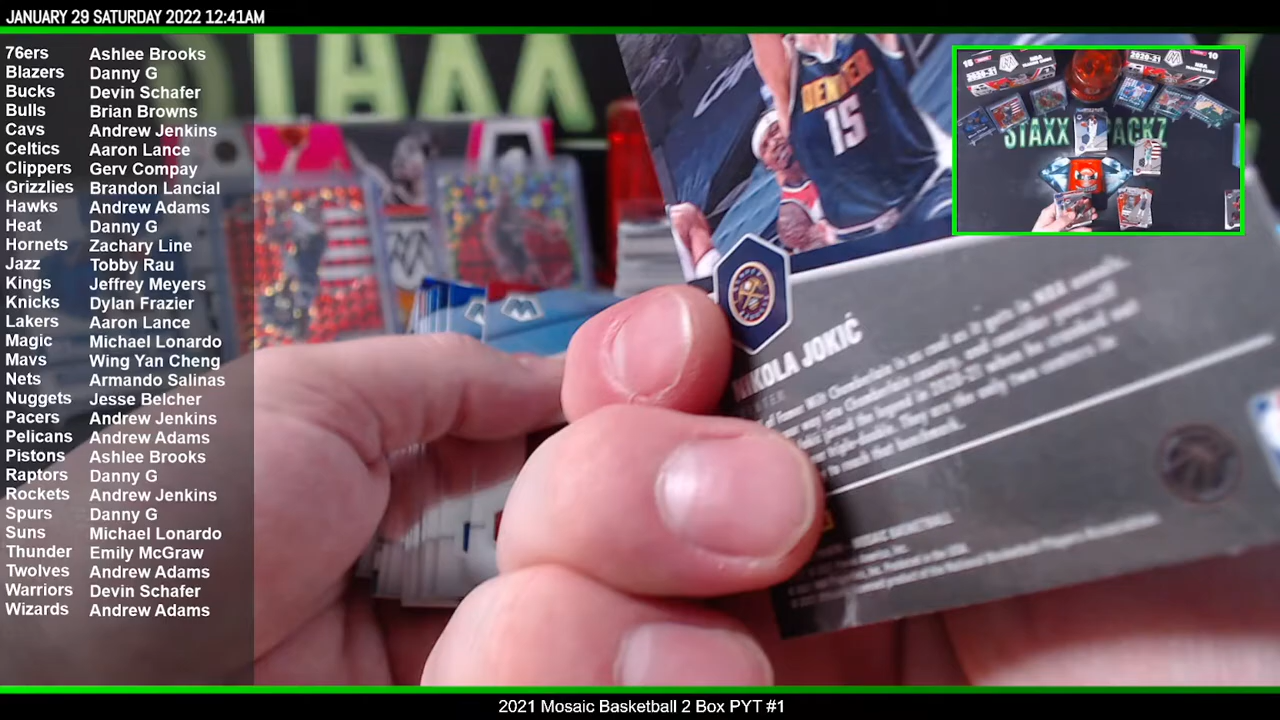 JANUARY 29 SATURDAY 2022 12:41AM
76ers Ashlee Brooks
Blazers Danny G
Bucks Devin Schafer
Bulls Brian Browns
Cavs Andrew Jenkins
Celtics Aaron Lance
Clippers Gerv Compay
Grizzlies Brandon Lancial
Hawks Andrew Adams
Heat Danny G
Hornets Zachary Line
Jazz Tobby Rau
Kings Jeffrey Meyers
Knicks Dylan Frazier
Lakers Aaron Lance
Magic Michael Lonardo
Mavs Wing Yan Cheng
Nets Armando Salinas
Nuggets Jesse Belcher
Pacers Andrew Jenkins
Pelicans Andrew Adams
Pistons Ashlee Brooks
Raptors Danny G
Rockets Andrew Jenkins
Spurs Danny G
Suns Michael Lonardo
Thunder Emily McGraw
Twolves Andrew Adams
Warriors Devin Schafer
Wizards Andrew Adams
STAXX
DENVER
15
NIKOLA JOKIĆ
STAXX PACKZ
2021 Mosaic Basketball 2 Box PYT #1